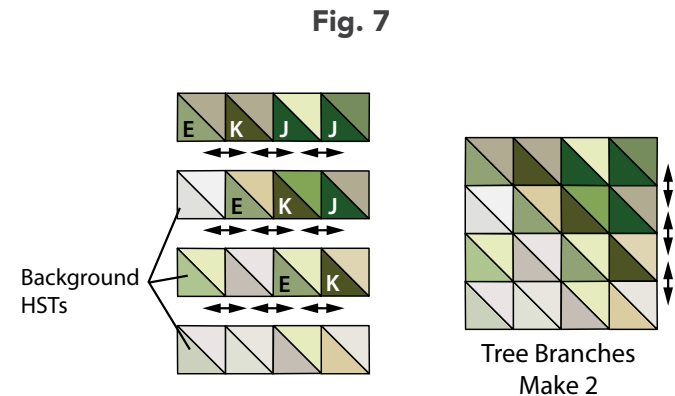 Fig. 7
E K J J
E K J
E K
Background
HSTs
Tree Branches
Make 2